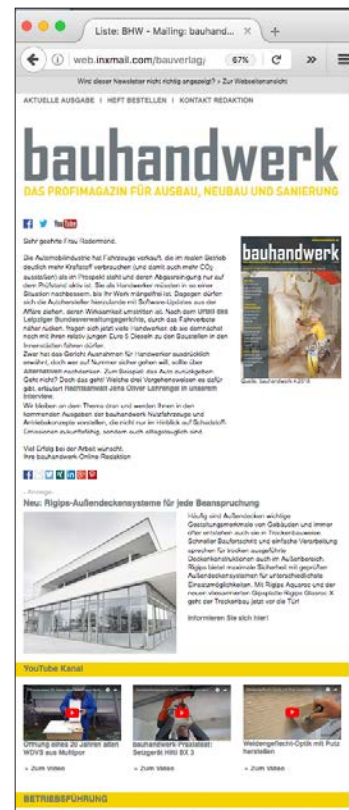 Liste: BHW - Mailing: bauhand... × +
web.inxmail.com/bauverlag/ 67% » ≡
Wird dieser Newsletter nicht richtig angezeigt? » Zur Webseitenansicht
AKTUELLE AUSGABE | HEFT BESTELLEN | KONTAKT REDAKTION
bauhandwerk
DAS PROFIMAGAZIN FÜR AUSBAU, NEUBAU UND SANIERUNG
You Tube
Sehr geehrte Frau Redermond,
Die Automobilindustrie hat Fahrzeuge verkauft, die im realen Betrieb
deutlich mehr Kraftstoff verbrauchen (und damit auch mehr CO2
ausstoßen) als im Prospekt steht und deren Abgasreinigung nur auf
dem Prüfstand aktiv ist. Sie als Handwerker müssten in so einer
Situation nachbessern, bis Ihr Werk mängelfrei ist. Dagegen dürfen
sich die Autohersteller hierzulande mit Software-Updates aus der
Affäre ziehen, deren Wirksamkeit umstritten ist. Nach dem Urteil des
Leipziger Bundesverwaltungsgerichts, durch das Fahrverbote
näher rücken, fragen sich jetzt viele Handwerker, ob sie demnächst
noch mit ihren relativ jungen Euro 5 Dieseln zu den Baustellen in den
Innenstädten fahren dürfen.
Zwar hat das Gericht Ausnahmen für Handwerker ausdrücklich
erwähnt, doch wer auf Nummer sicher gehen will, sollte über
Alternativen nachdenken. Zum Beispiel: das Auto zurückgeben
Geht nicht? Doch das geht! Welche drei Vorgehensweisen es dafür
gibt, erläutert Rechtsanwalt Jens Oliver in unserem
Interview.
Wir bleiben an dem Thema dran und werden Ihnen in den
kommenden Ausgaben der bauhandwerk Nutzfahrzeuge und
Antriebskonzepte vorstellen, die nicht nur im Hinblick auf Schadstoff-
Emissionen zukunftsfähig, sondern auch alltagstauglich sind.
Viel Erfolg bei der Arbeit wünscht,
Ihre bauhandwerk-Online-Redaktion
bauhandwerk
Quelle: bauhandwerk 4.2018
- Anzeige-
Neu: Rigips-Außendeckensysteme für jede Beanspruchung
Häufig sind Außendecken wichtige
Gestaltungsmerkmale von Gebäuden und immer
öfter entstehen auch sie in Trockenbauweise.
Schneller Baufortschritt und einfache Verarbeitung
sprechen für trocken ausgeführte
Deckenkonstruktionen auch im Außenbereich.
Rigips bietet maximale Sicherheit mit geprüften
Außendeckensystemen für unterschiedlichste
Einsatzmöglichkeiten. Mit Rigips Aquaroc und der
neuen vliesarmierten Gipsplatte Rigips Glasroc X
geht der Trockenbau jetzt vor die Tür!
Informieren Sie sich hier!
YouTube Kanal
Öffnung eines 20 Jahren alten
WDVS aus Multipor
» Zum Video
bauhandwerk-Praxistest:
Setzgerät Hilti BX 3
» Zum Video
Weidengeflecht-Optik mit Putz
herstellen
» Zum Video
BETRIEBSFÜHRUNG